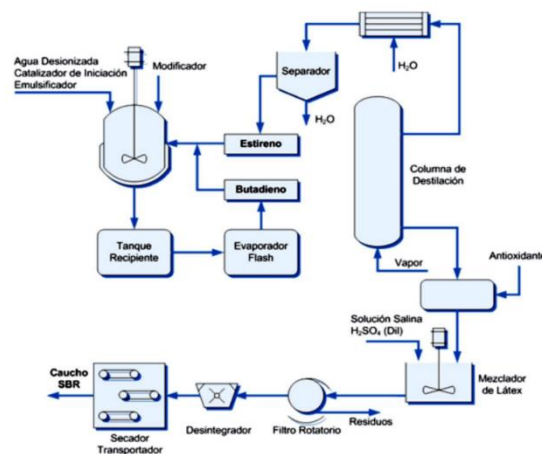 Agua Desionizada
Catalizador de Iniciación
Emulsificador
Modificador
Separador
H₂O
H₂O
Estireno
Butadieno
Columna de
Destilación
Tanque
Recipiente
Evaporador
Flash
Vapor
Antioxidante
Solución Salina
H₂SO₄ (Dil)
Mezclador
de Látex
Caucho
SBR
Secador
Transportador
Desintegrador
Filtro Rotatorio
Residuos